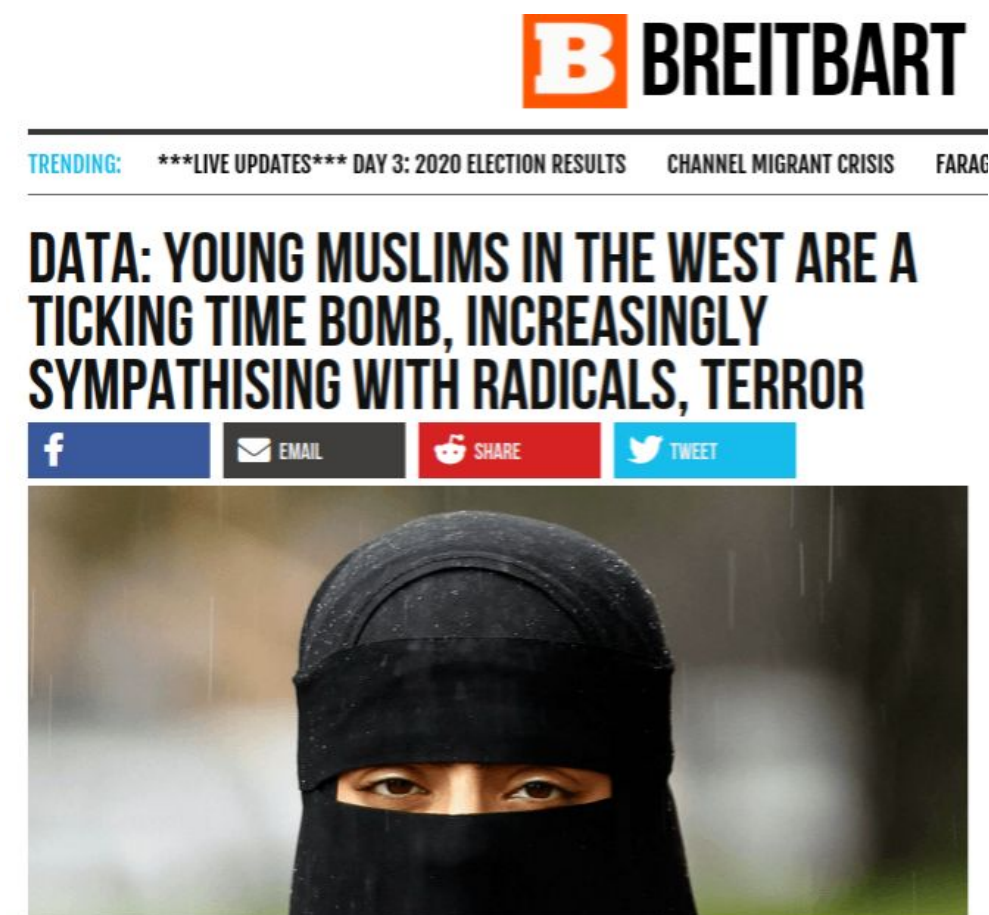 B BREITBART
TRENDING: ***LIVE UPDATES*** DAY 3: 2020 ELECTION RESULTS CHANNEL MIGRANT CRISIS FARAG
DATA: YOUNG MUSLIMS IN THE WEST ARE A
TICKING TIME BOMB, INCREASINGLY
SYMPATHISING WITH RADICALS, TERROR
f EMAIL SHARE TWEET